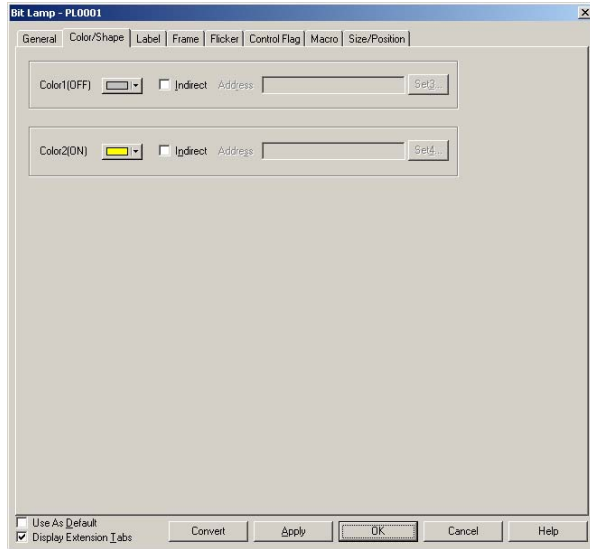 Bit Lamp - PL0001
General Color/Shape Label Frame Flicker Control Flag Macro Size/Position
Color1(OFF) Indirect Address Set3...
Color2(ON) Indirect Address Set4...
Use As Default
Display Extension Tabs
Convert Apply OK Cancel Help